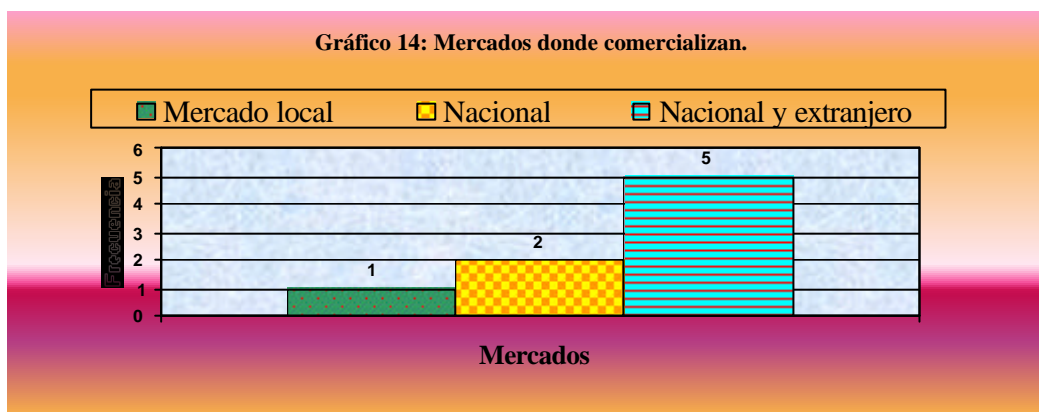 Gráfico 14: Mercados donde comercializan.
Mercado local Nacional Nacional y extranjero
6
5
4
3
2
1
0
Frecuencia
1
2
5
Mercados